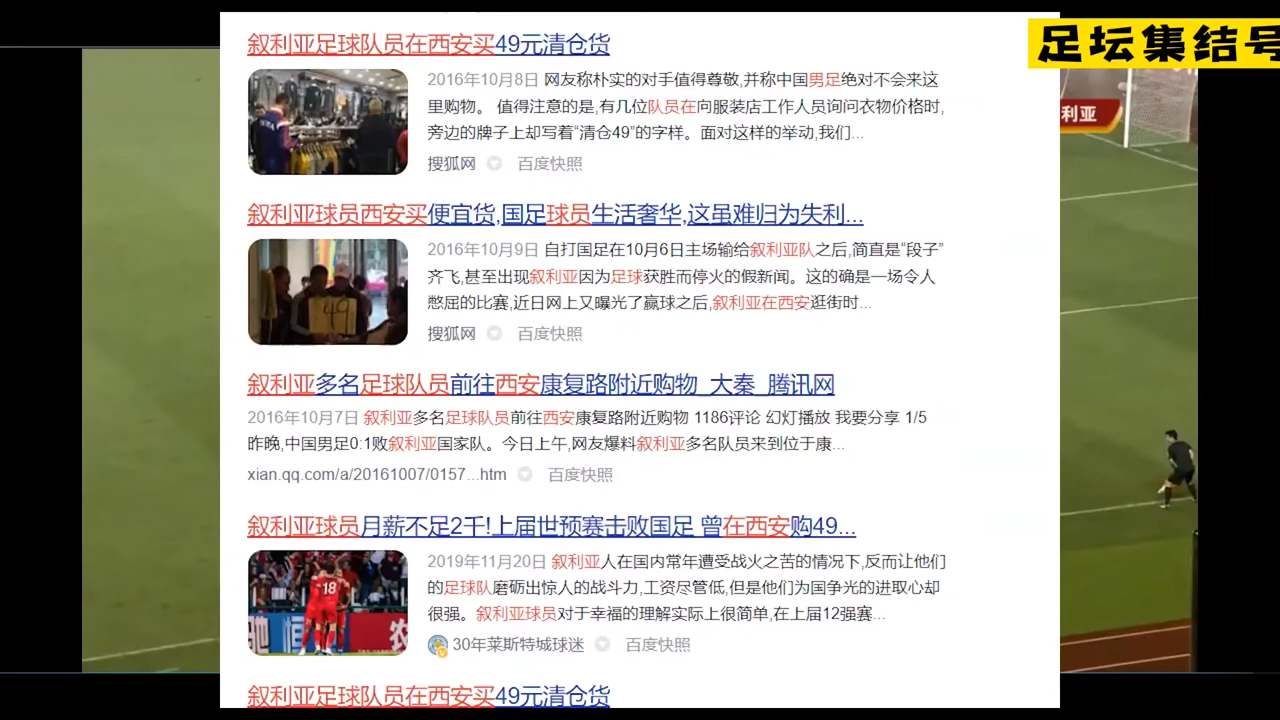 足坛集结号
利亚
叙利亚足球队员在西安买49元清仓货
2016年10月8日 网友称朴实的对手值得尊敬,并称中国男足绝对不会来这
里购物。 值得注意的是,有几位队员在向服装店工作人员询问衣物价格时,
旁边的牌子上却写着“清仓49”的字样。面对这样的举动,我们...
搜狐网 百度快照
叙利亚球员西安买便宜货,国足球员生活奢华,这虽难归为失利...
2016年10月9日 自打国足在10月6日主场输给叙利亚队之后,简直是“段子”
齐飞,甚至出现叙利亚因为足球获胜而停火的假新闻。这的确是一场令人
憋屈的比赛,近日网上又曝光了赢球之后,叙利亚在西安逛街时...
49
搜狐网 百度快照
叙利亚多名足球队员前往西安康复路附近购物_大秦_腾讯网
2016年10月7日 叙利亚多名足球队员前往西安康复路附近购物 1186评论 幻灯播放 我要分享 1/5
昨晚,中国男足0:1败叙利亚国家队。今日上午,网友爆料叙利亚多名队员来到位于康...
xian.qq.com/a/20161007/0157...htm 百度快照
叙利亚球员月薪不足2千!上届世预赛击败国足 曾在西安购49...
2019年11月20日 叙利亚人在国内常年遭受战火之苦的情况下,反而让他们
的足球队磨砺出惊人的战斗力,工资尽管低,但是他们为国争光的进取心却
很强。叙利亚球员对于幸福的理解实际上很简单,在上届12强赛...
18
30年莱斯特城球迷 百度快照
叙利亚足球队员在西安买49元清仓货